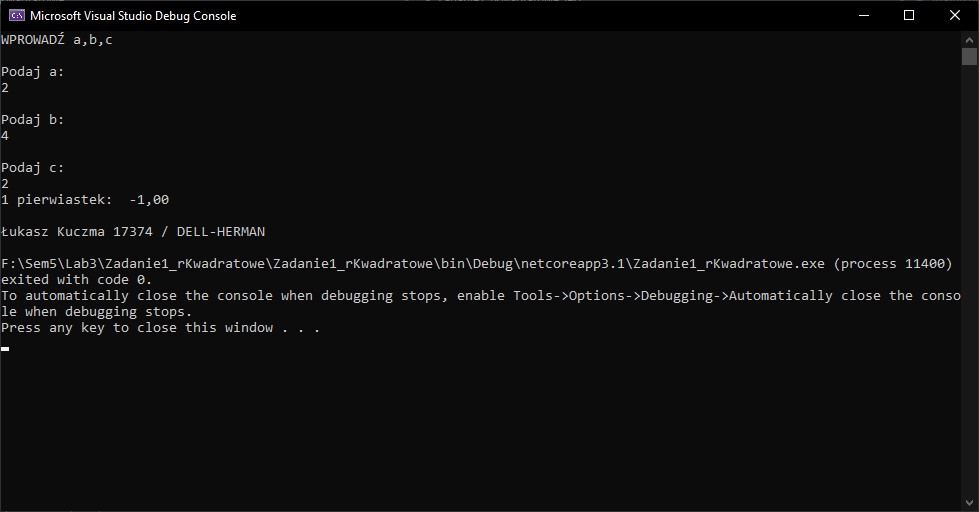 Microsoft Visual Studio Debug Console
WPROWADŹ a,b,c
Podaj a:
2
Podaj b:
4
Podaj c:
2
1 pierwiastek:  -1,00
Łukasz Kuczma 17374 / DELL-HERMAN
F:\Sem5\Lab3\Zadanie1_rKwadratowe\Zadanie1_rKwadratowe\bin\Debug\netcoreapp3.1\Zadanie1_rKwadratowe.exe (process 11400)
exited with code 0.
To automatically close the console when debugging stops, enable Tools->Options->Debugging->Automatically close the conso
le when debugging stops.
Press any key to close this window . . .